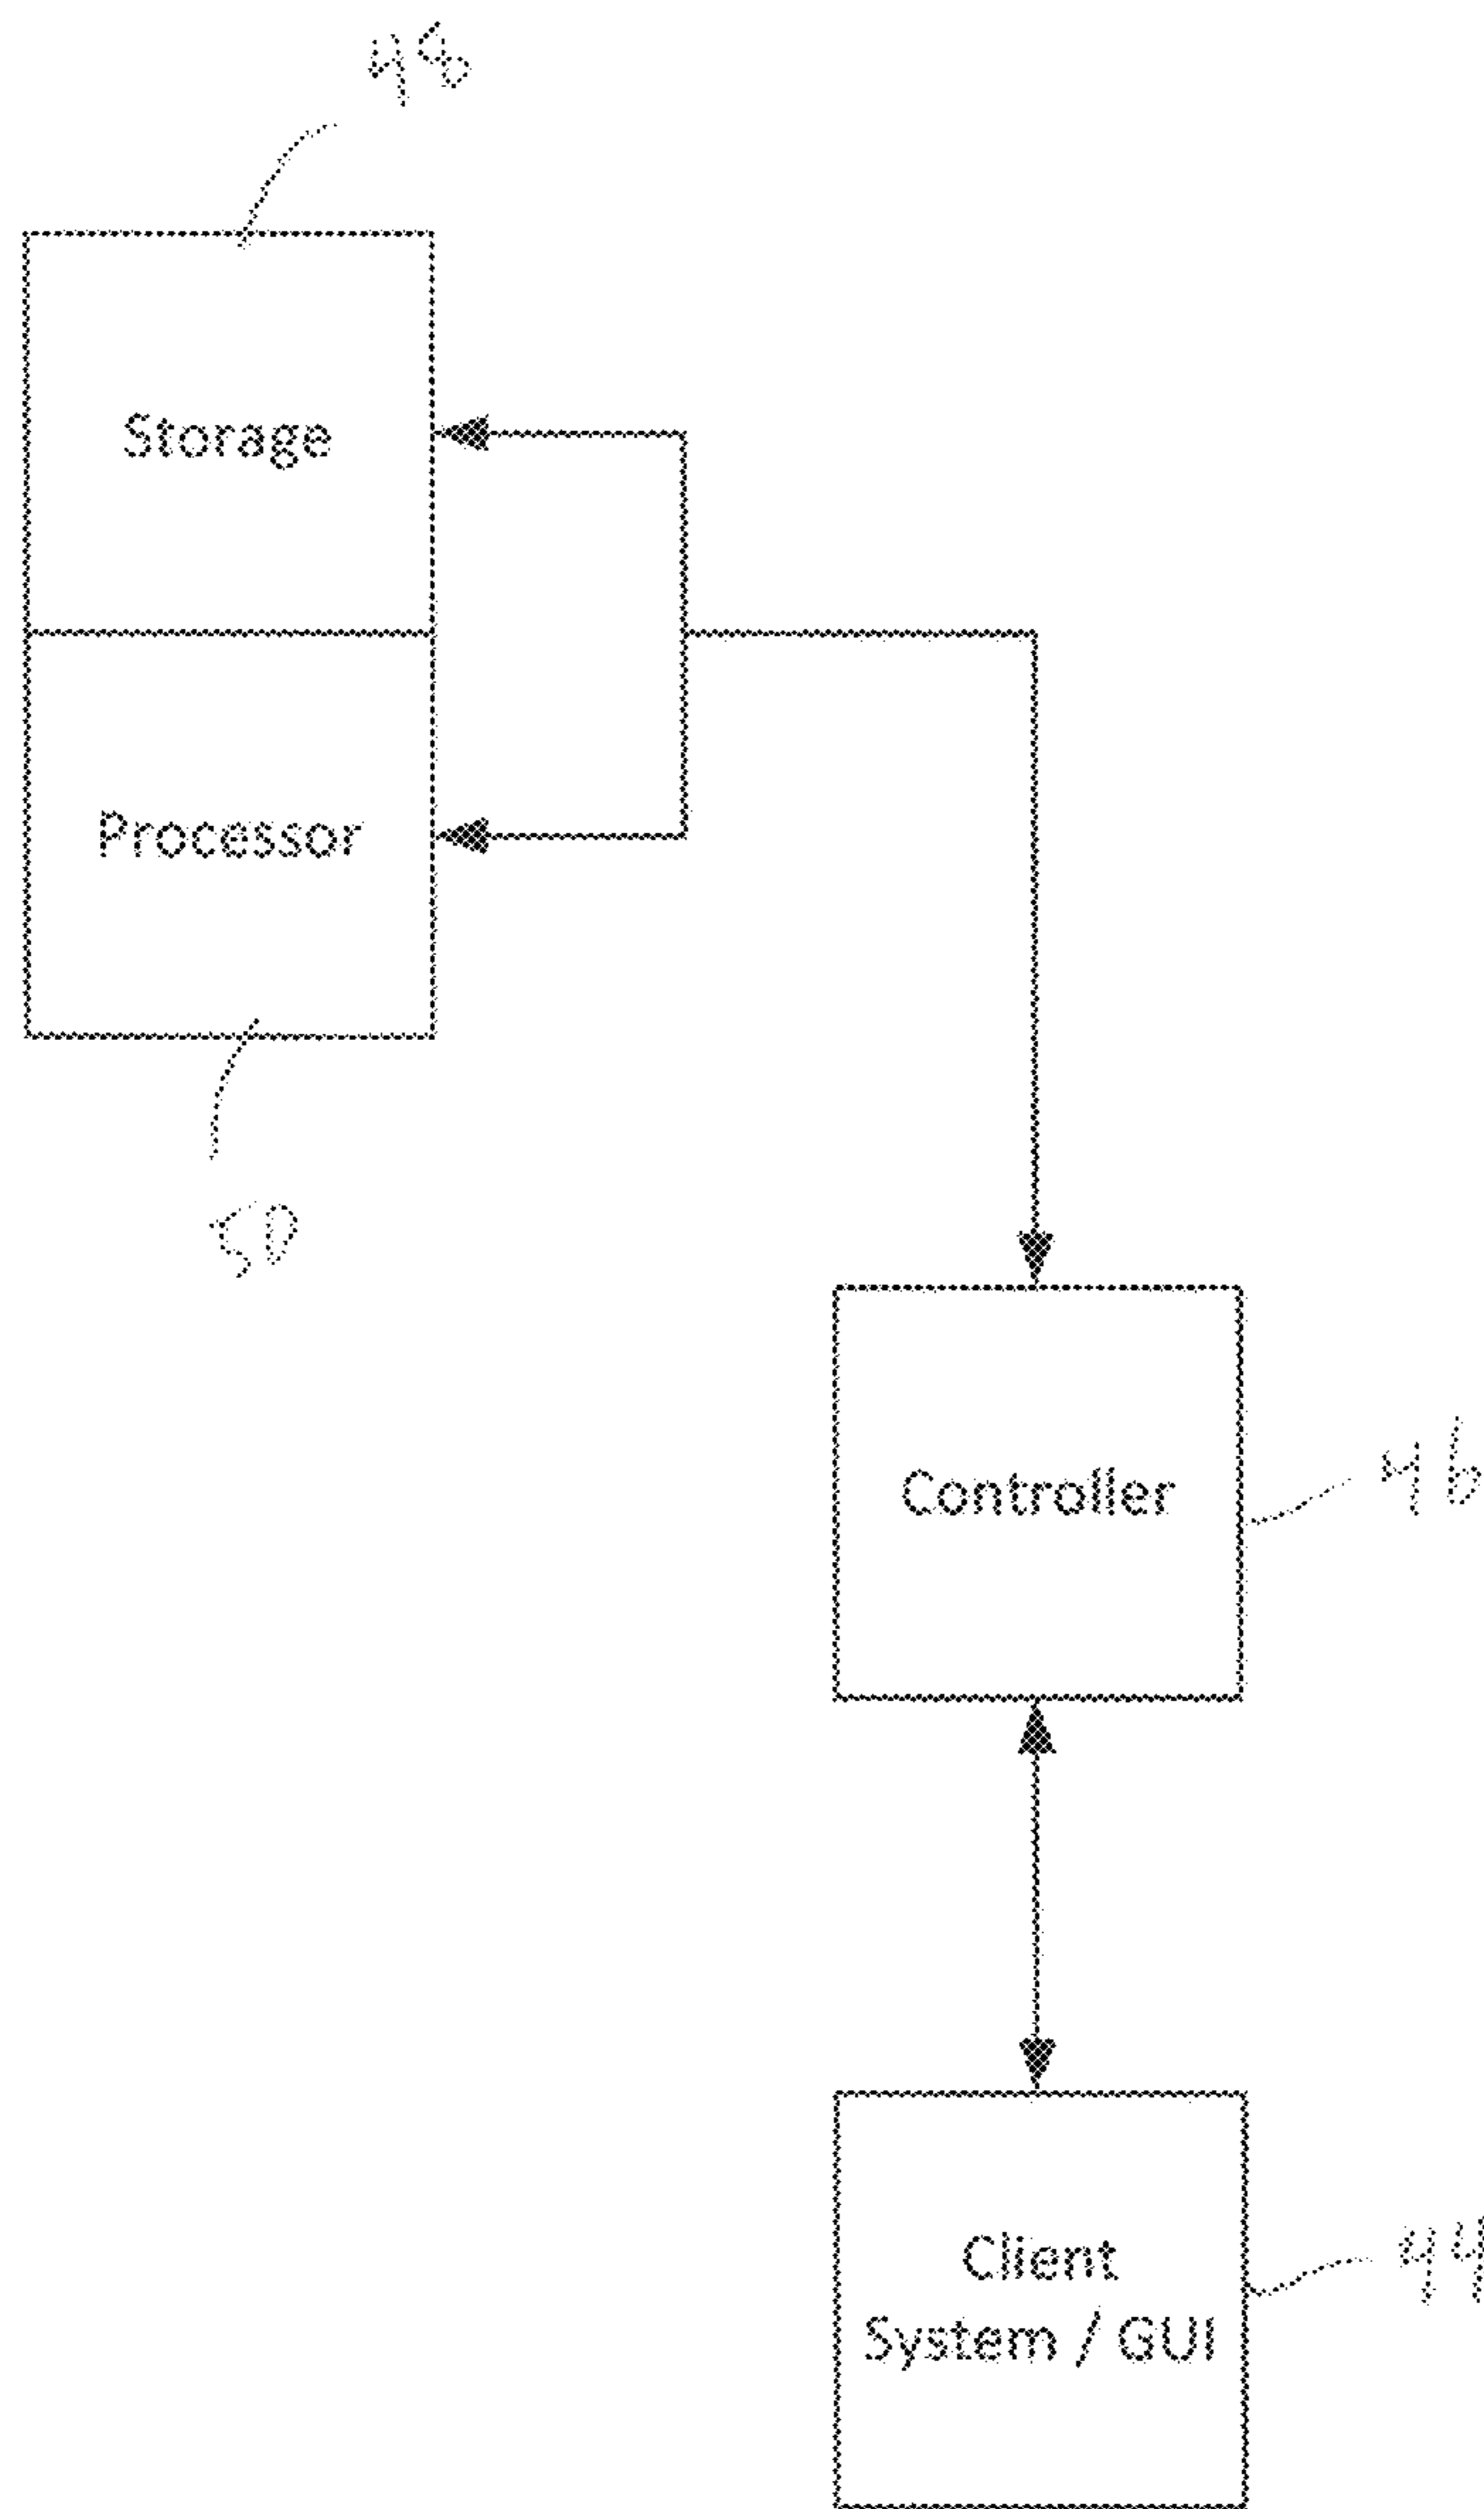 48
Storage
Processor
50
Controller
46
Client
System / GUI
44